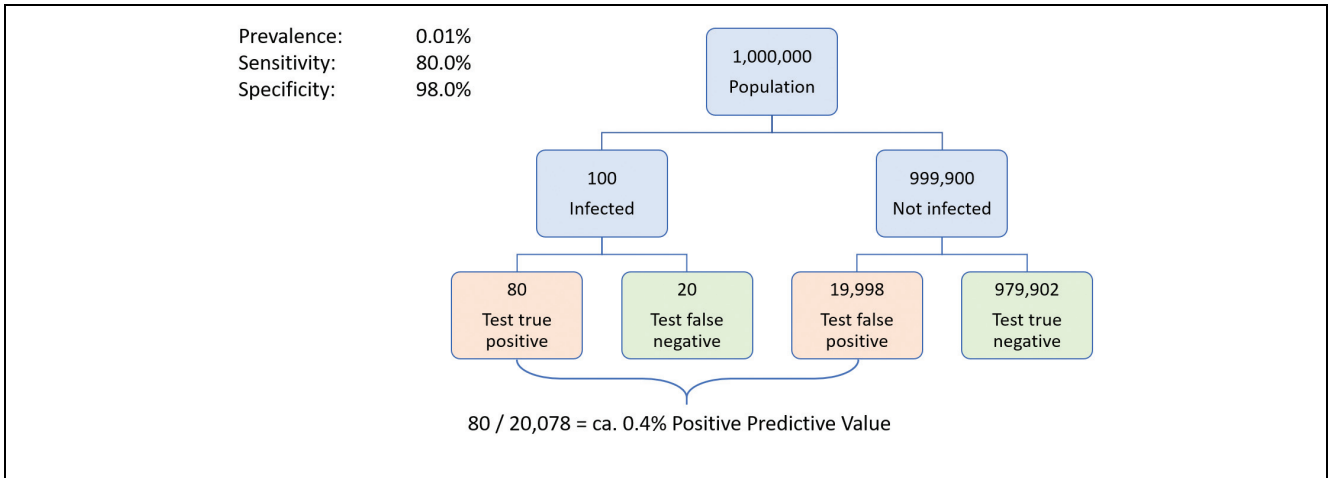 Prevalence: 0.01%
Sensitivity: 80.0%
Specificity: 98.0%
1,000,000
Population
100
Infected
999,900
Not infected
80
Test true
positive
20
Test false
negative
19,998
Test false
positive
979,902
Test true
negative
80 / 20,078 = ca. 0.4% Positive Predictive Value